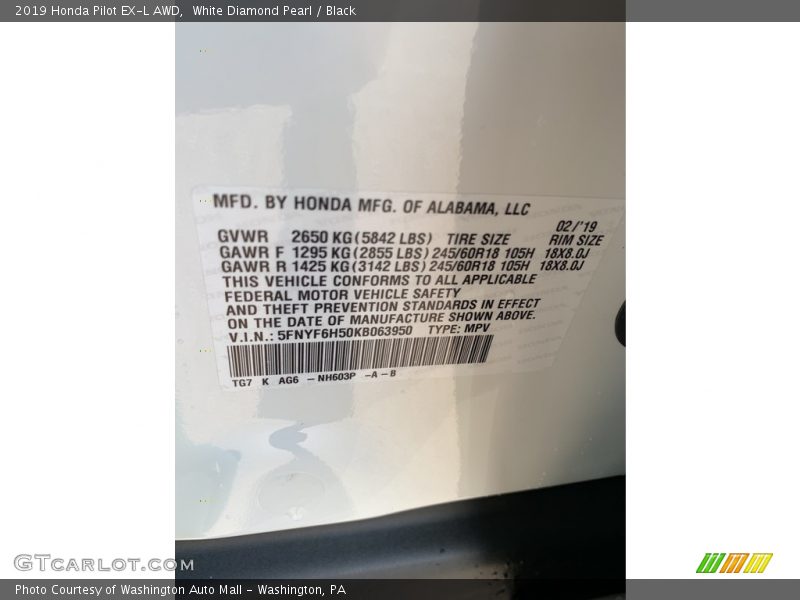 2019 Honda Pilot EX-L AWD,  White Diamond Pearl / Black
MFD. BY HONDA MFG. OF ALABAMA, LLC
02/'19
GVWR 2650 KG (5842 LBS) TIRE SIZE RIM SIZE
GAWR F 1295 KG (2855 LBS) 245/60R18 105H 18X8.0J
GAWR R 1425 KG (3142 LBS) 245/60R18 105H 18X8.0J
THIS VEHICLE CONFORMS TO ALL APPLICABLE
FEDERAL MOTOR VEHICLE SAFETY
AND THEFT PREVENTION STANDARDS IN EFFECT
ON THE DATE OF MANUFACTURE SHOWN ABOVE.
V.I.N.: 5FNYF6H50KB063950 TYPE: MPV
TG7 K AG6 -NH603P -A-B
GTcarlot.com
Photo Courtesy of Washington Auto Mall - Washington, PA